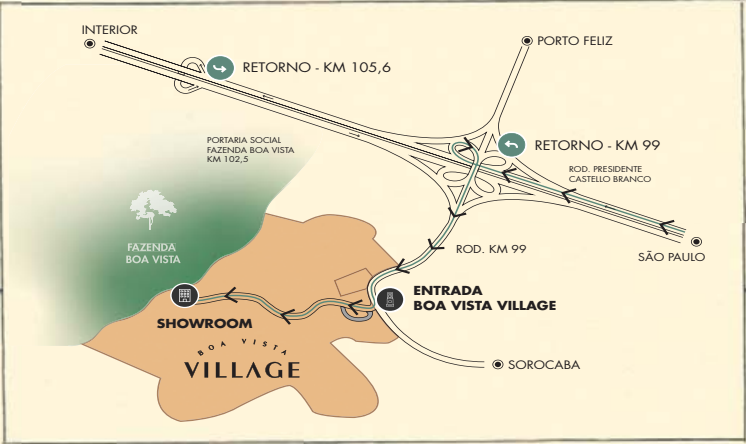 INTERIOR
PORTO FELIZ
RETORNO - KM 105,6
PORTARIA SOCIAL
FAZENDA BOA VISTA
KM 102,5
RETORNO - KM 99
ROD. PRESIDENTE
CASTELLO BRANCO
FAZENDA
BOA VISTA
ROD. KM 99
SÃO PAULO
ENTRADA
BOA VISTA VILLAGE
SHOWROOM
BOA VISTA
VILLAGE
SOROCABA